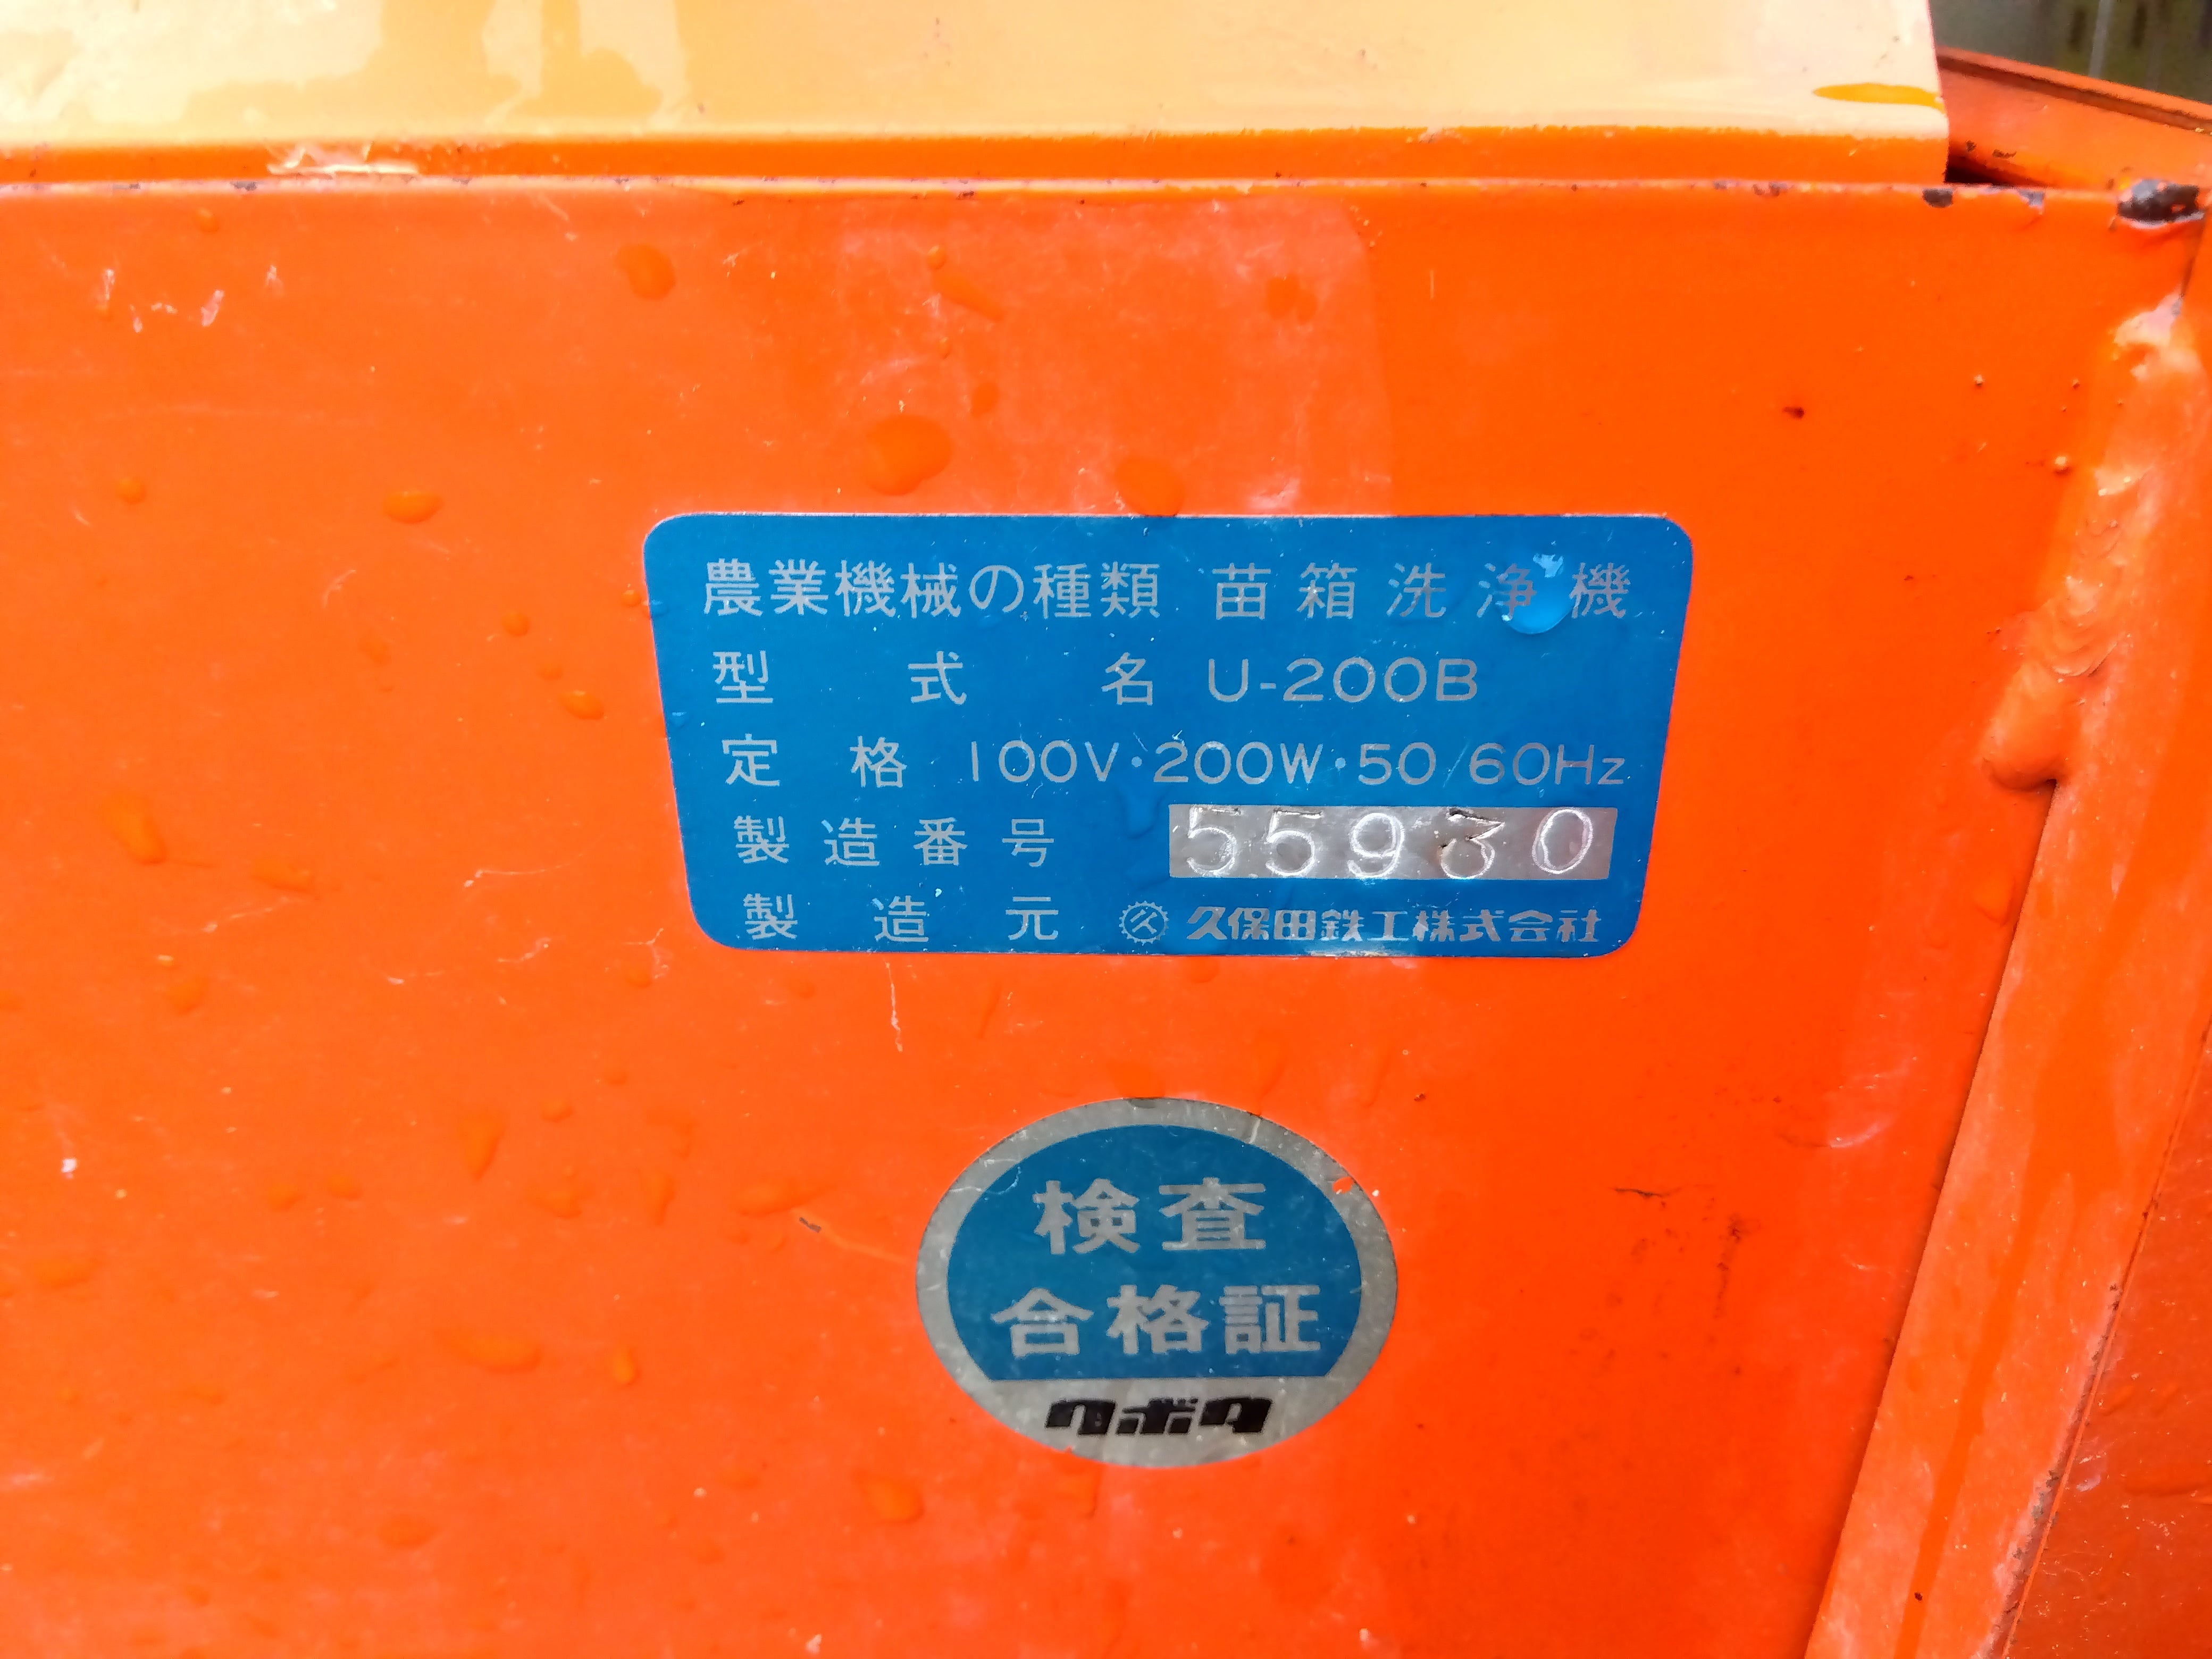 農業機械の種類 苗箱洗浄機
型式名 U-200B
定格 100V・200W・50/60Hz
製造番号 55930
製造元 久保田鉄工株式会社
検査
合格証
クボタ